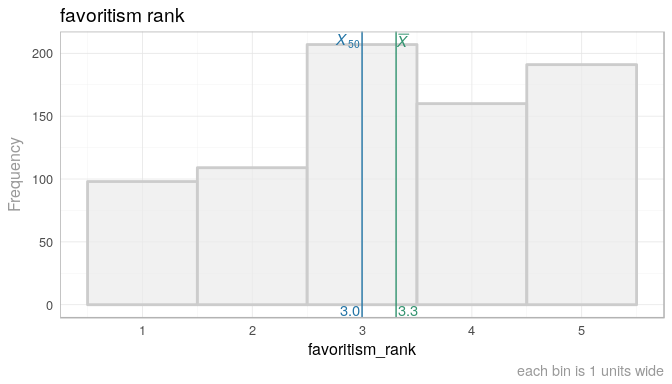 favoritism rank
X50 X̅
200
150
100
50
0
Frequency
3.0 3.3
1 2 3 4 5
favoritism_rank
each bin is 1 units wide